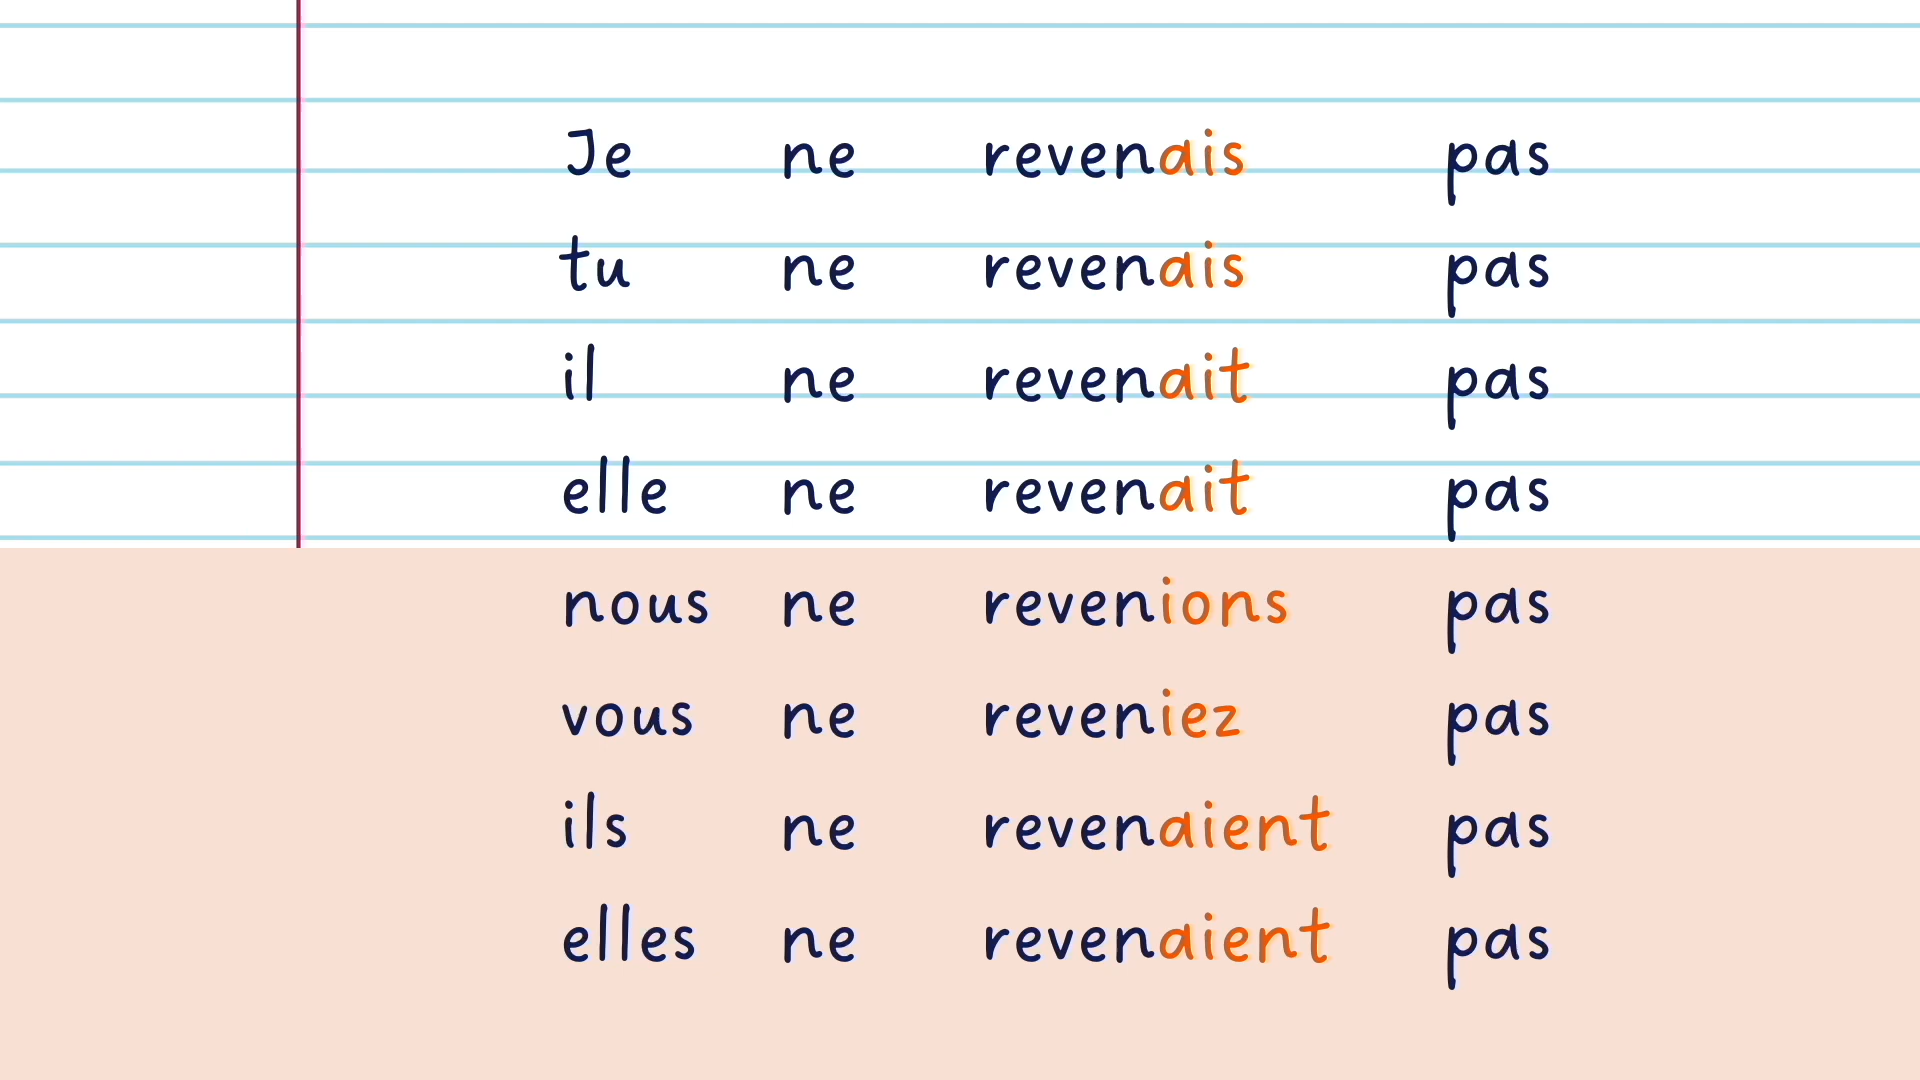 Je ne revenais pas
tu ne revenais pas
il ne revenait pas
elle ne revenait pas
nous ne revenions pas
vous ne reveniez pas
ils ne revenaient pas
elles ne revenaient pas